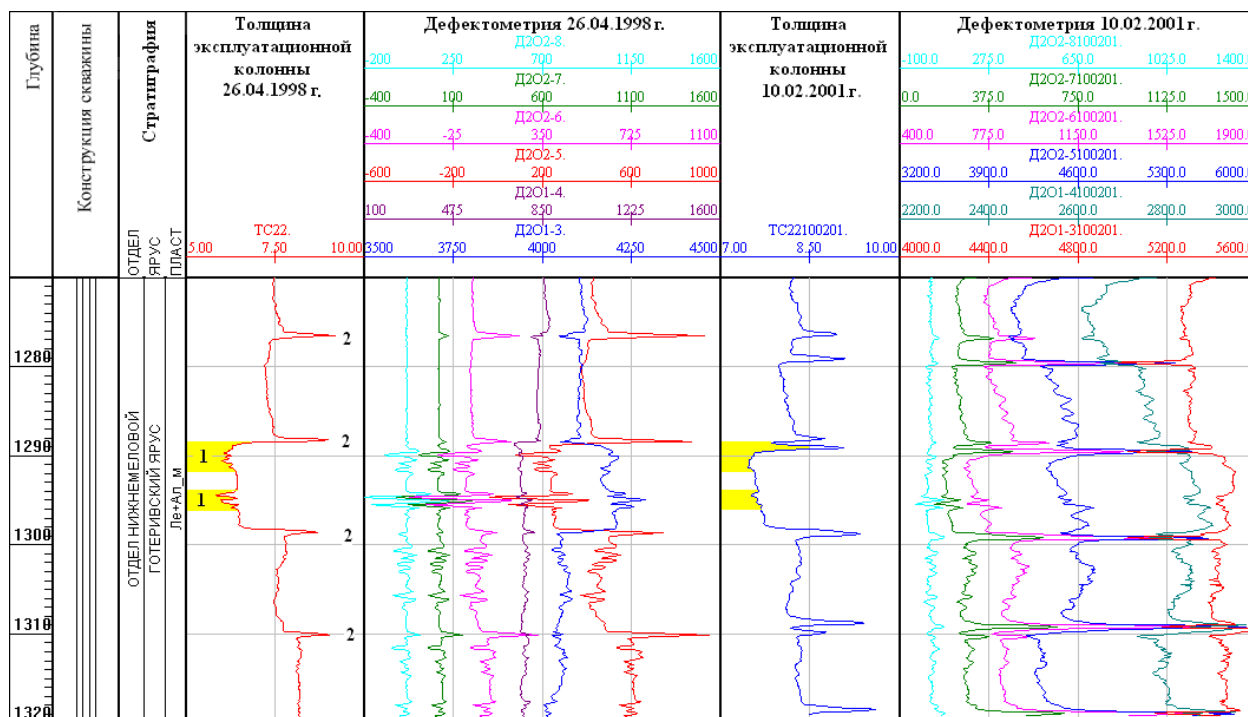 Глубина
Конструкция скважины
Стратиграфия
ОТДЕЛ
ЯРУС
ПЛАСТ
Толщина
эксплуатационной
колонны
26.04.1998 г.
ТС22.
5.00 7.50 10.00
Дефектометрия 26.04.1998 г.
Д2О2-8.
-200 250 700 1150 1600
Д2О2-7.
-400 100 600 1100 1600
Д2О2-6.
-400 -25 350 725 1100
Д2О2-5.
-600 -200 200 600 1000
Д2О1-4.
100 475 850 1225 1600
Д2О1-3.
3500 3750 4000 4250 4500
Толщина
эксплуатационной
колонны
10.02.2001.г.
ТС22100201.
7.00 8.50 10.00
Дефектометрия 10.02.2001 г.
Д2О2-8100201.
-100.0 275.0 650.0 1025.0 1400.0
Д2О2-7100201.
0.0 375.0 750.0 1125.0 1500.0
Д2О2-6100201.
400.0 775.0 1150.0 1525.0 1900.0
Д2О2-5100201.
3200.0 3900.0 4600.0 5300.0 6000.0
Д2О1-4100201.
2200.0 2400.0 2600.0 2800.0 3000.0
Д2О1-3100201.
4000.0 4400.0 4800.0 5200.0 5600.0
1280
1290
1300
1310
1320
ОТДЕЛ НИЖНЕМЕЛОВОЙ
ГОТЕРИВСКИЙ ЯРУС
Ле+Ал_м
2
2
1
1
2
2